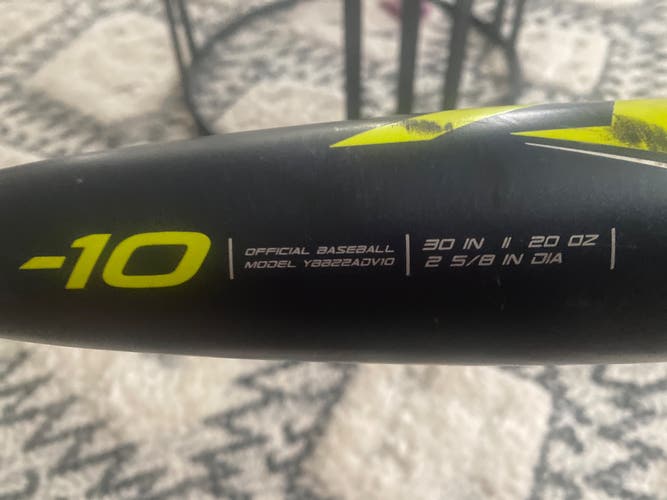 -10
OFFICIAL BASEBALL
MODEL YBB22ADV10
30 IN // 20 OZ
2 5/8 IN DIA